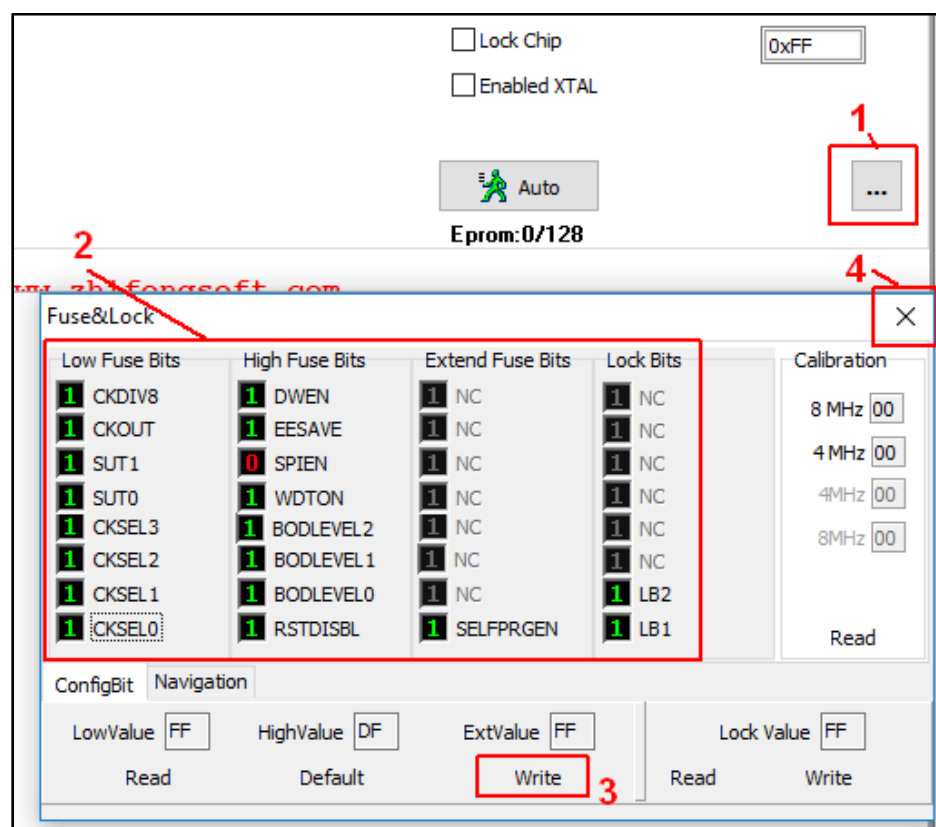 Lock Chip
0xFF
Enabled XTAL
1
Auto
...
Eprom:0/128
2
4
Fuse&Lock
Low Fuse Bits High Fuse Bits Extend Fuse Bits Lock Bits Calibration
1 CKDIV8 1 DWEN 1 NC 1 NC
8 MHz 00
1 CKOUT 1 EESAVE 1 NC 1 NC
1 SUT1 0 SPIEN 1 NC 1 NC
4 MHz 00
1 SUT0 1 WDTON 1 NC 1 NC
4MHz 00
1 CKSEL3 1 BODLEVEL2 1 NC 1 NC
8MHz 00
1 CKSEL2 1 BODLEVEL1 1 NC 1 NC
1 CKSEL1 1 BODLEVEL0 1 NC 1 LB2
1 CKSEL0 1 RSTDISBL 1 SELFPRGEN 1 LB1
Read
ConfigBit Navigation
LowValue FF HighValue DF ExtValue FF Lock Value FF
Read Default Write 3 Read Write